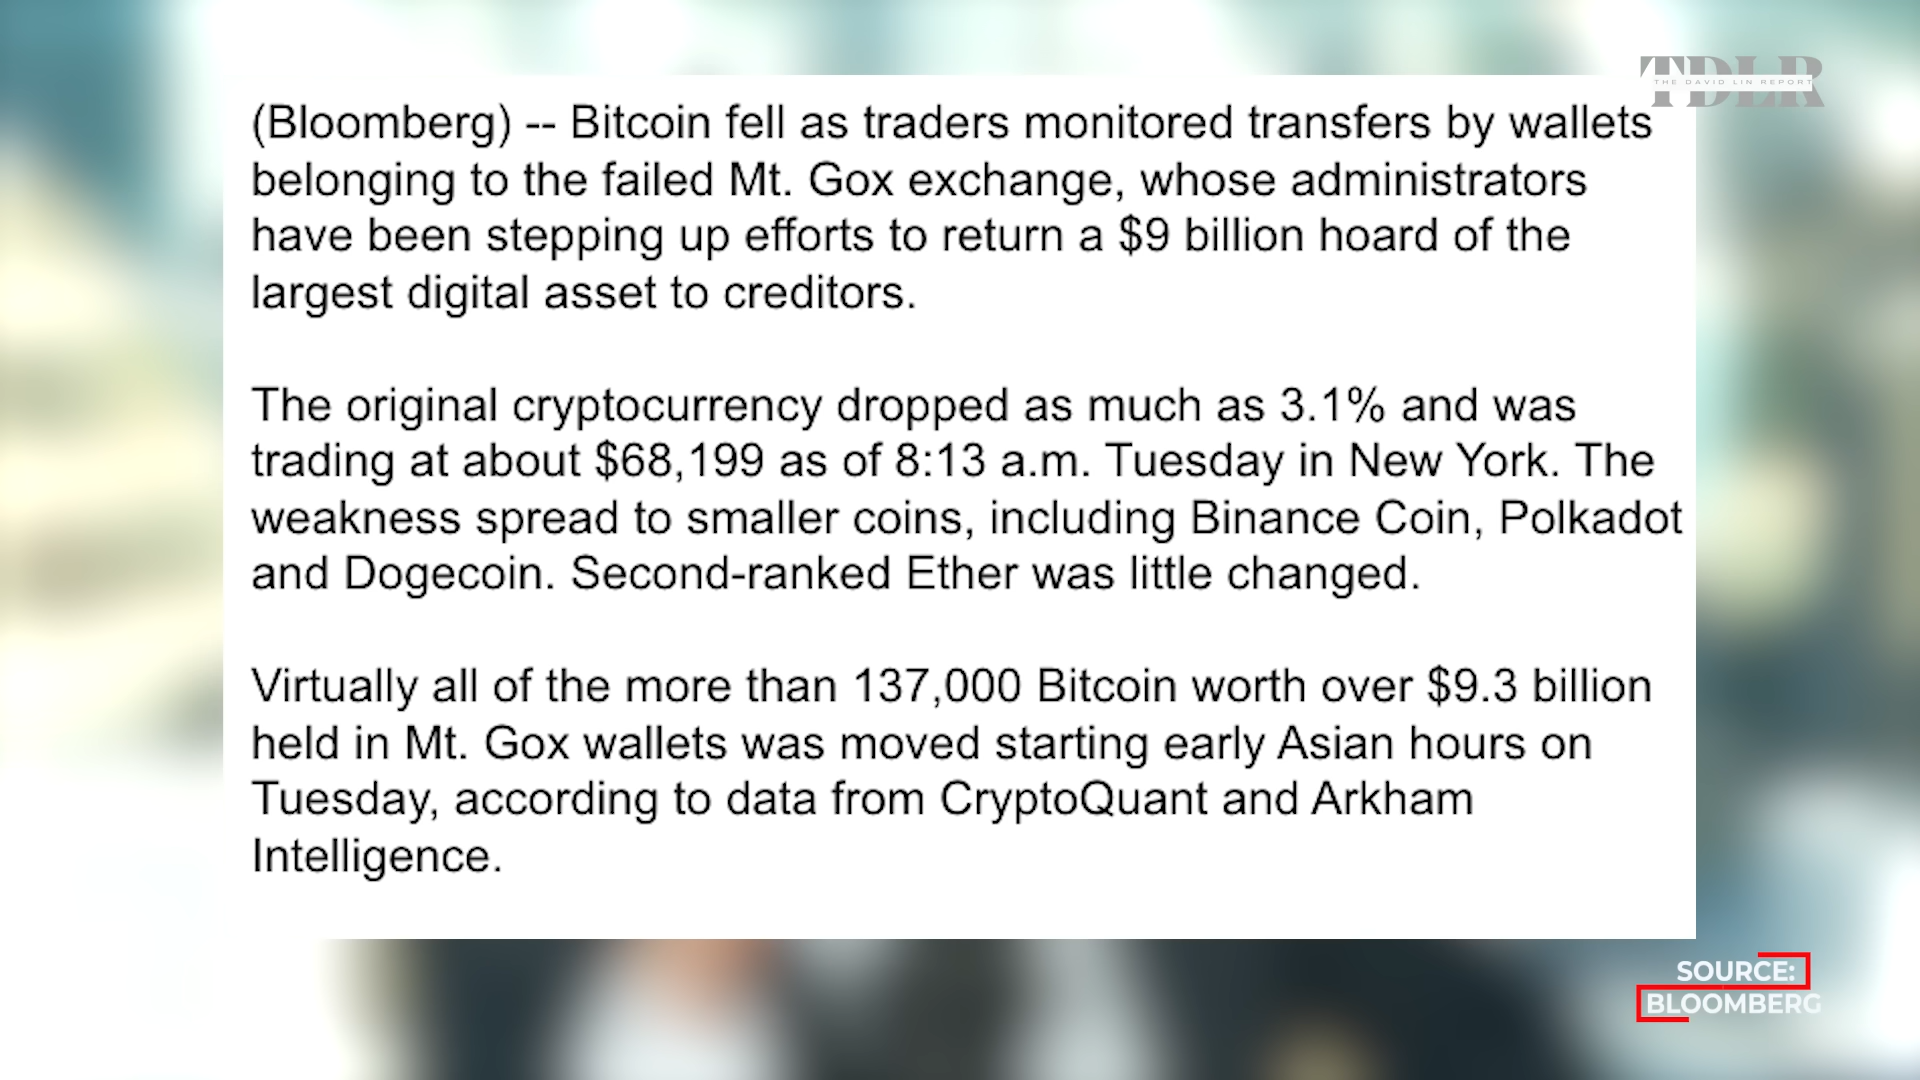 TDLR
THE DAVID LIN REPORT
(Bloomberg) -- Bitcoin fell as traders monitored transfers by wallets
belonging to the failed Mt. Gox exchange, whose administrators
have been stepping up efforts to return a $9 billion hoard of the
largest digital asset to creditors.
The original cryptocurrency dropped as much as 3.1% and was
trading at about $68,199 as of 8:13 a.m. Tuesday in New York. The
weakness spread to smaller coins, including Binance Coin, Polkadot
and Dogecoin. Second-ranked Ether was little changed.
Virtually all of the more than 137,000 Bitcoin worth over $9.3 billion
held in Mt. Gox wallets was moved starting early Asian hours on
Tuesday, according to data from CryptoQuant and Arkham
Intelligence.
SOURCE:
BLOOMBERG